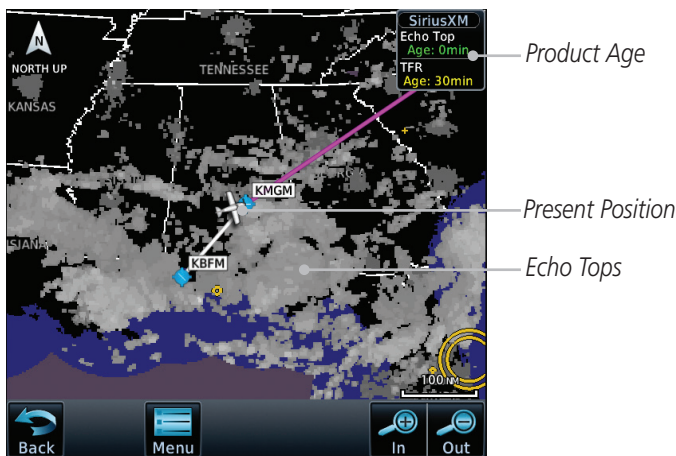 SiriusXM
Echo Top
Age: 0min
TFR
Age: 30min
Product Age
N
NORTH UP
TENNESSEE
KANSAS
KMGM
Present Position
KBFM
Echo Tops
100 NM
Back
Menu
In
Out